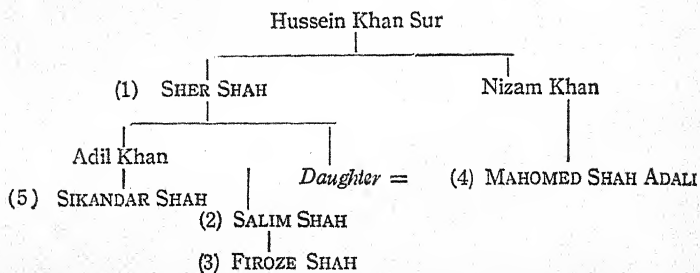 Hussein Khan Sur
(1) SHER SHAH Nizam Khan
Adil Khan
Daughter = (4) MAHOMED SHAH ADALI
(5) SIKANDAR SHAH
(2) SALIM SHAH
(3) FIROZE SHAH